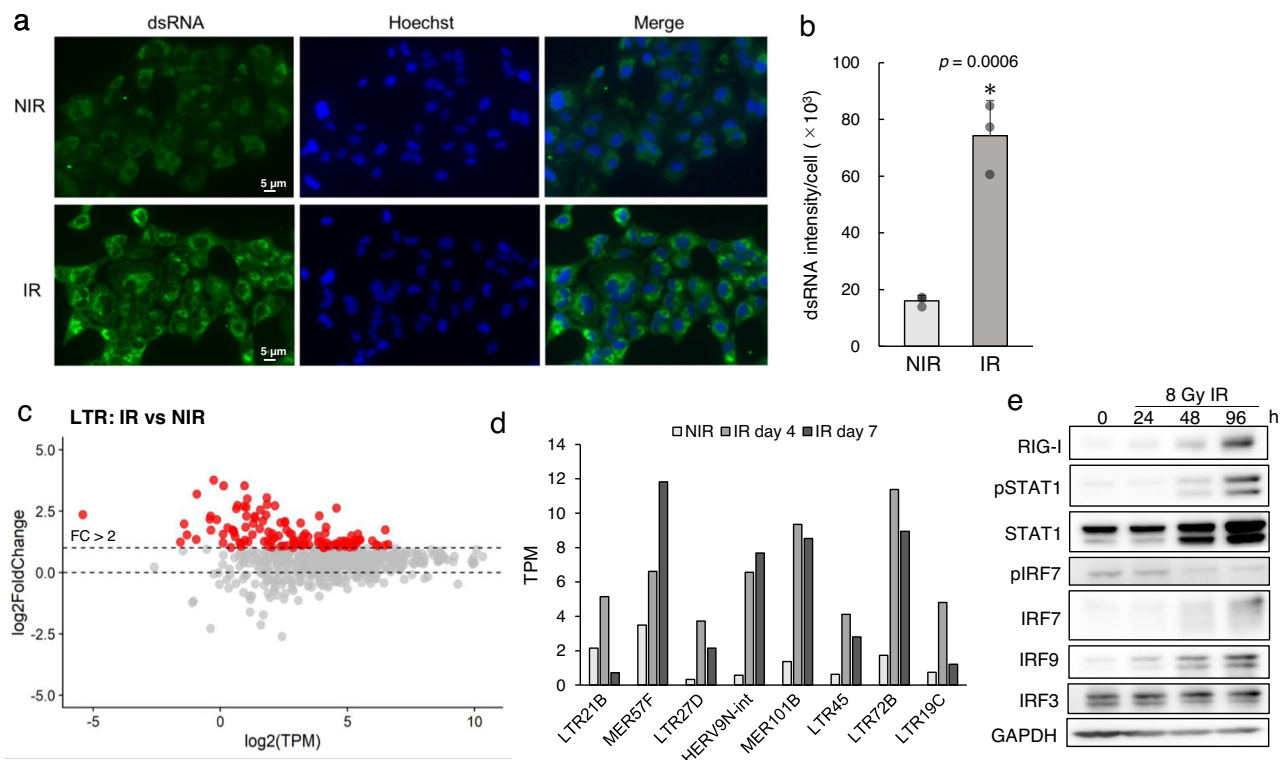 a
dsRNA Hoechst Merge
NIR
5 µm
IR
5 µm
b
p = 0.0006
*
dsRNA intensity/cell (×10³)
100
80
60
40
20
0
NIR IR
c
LTR: IR vs NIR
log2FoldChange
5.0
2.5
0.0
-2.5
-5.0
FC > 2
-5 0 5 10
log2(TPM)
d
NIR IR day 4 IR day 7
TPM
14
12
10
8
6
4
2
0
LTR21B
MER57F
LTR27D
HERV9N-int
MER101B
LTR45
LTR72B
LTR19C
e
8 Gy IR
0 24 48 96 h
RIG-I
pSTAT1
STAT1
pIRF7
IRF7
IRF9
IRF3
GAPDH